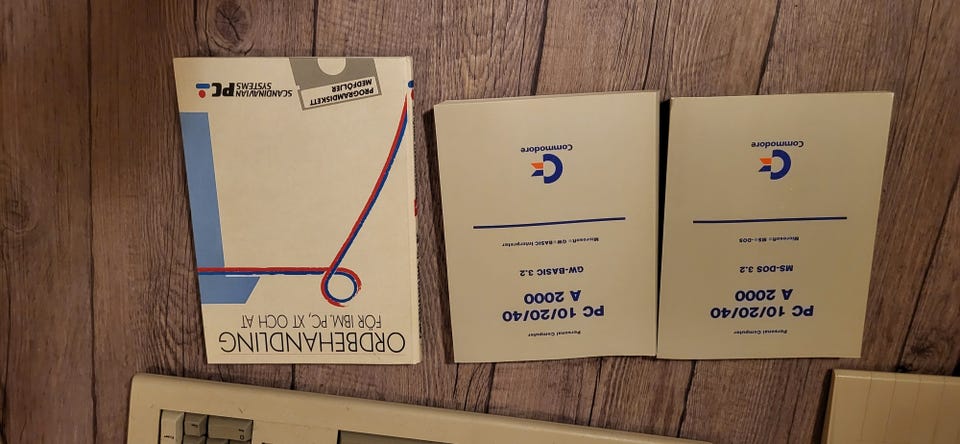 ORDBEHANDLING
FÖR IBM, PC, XT OCH AT
PROGRAMDISKETT
MEDFÖLJER
SCANDINAVIAN
SYSTEMS PC
Personal Computer
PC 10/20/40
A 2000
GW-BASIC 3.2
Microsoft® GW®BASIC Interpreter
Commodore
Personal Computer
PC 10/20/40
A 2000
MS-DOS 3.2
Microsoft® MS®-DOS
Commodore